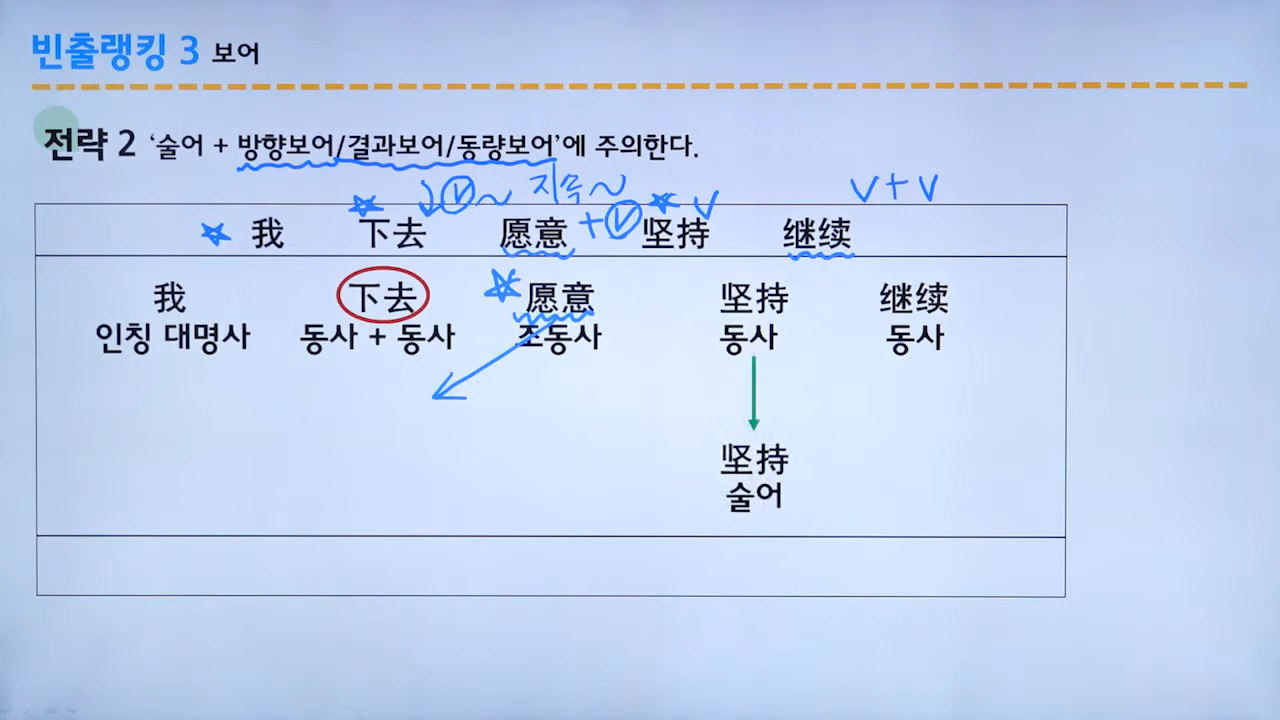 빈출랭킹 3 보어
전략 2 ‘술어 + 방향보어/결과보어/동량보어’에 주의한다.
Ⓥ~ 지속~ V V+V
我 下去 愿意 +Ⓥ 坚持 继续
我 下去 愿意 坚持 继续
인칭 대명사 동사 + 동사 조동사 동사 동사
坚持
술어